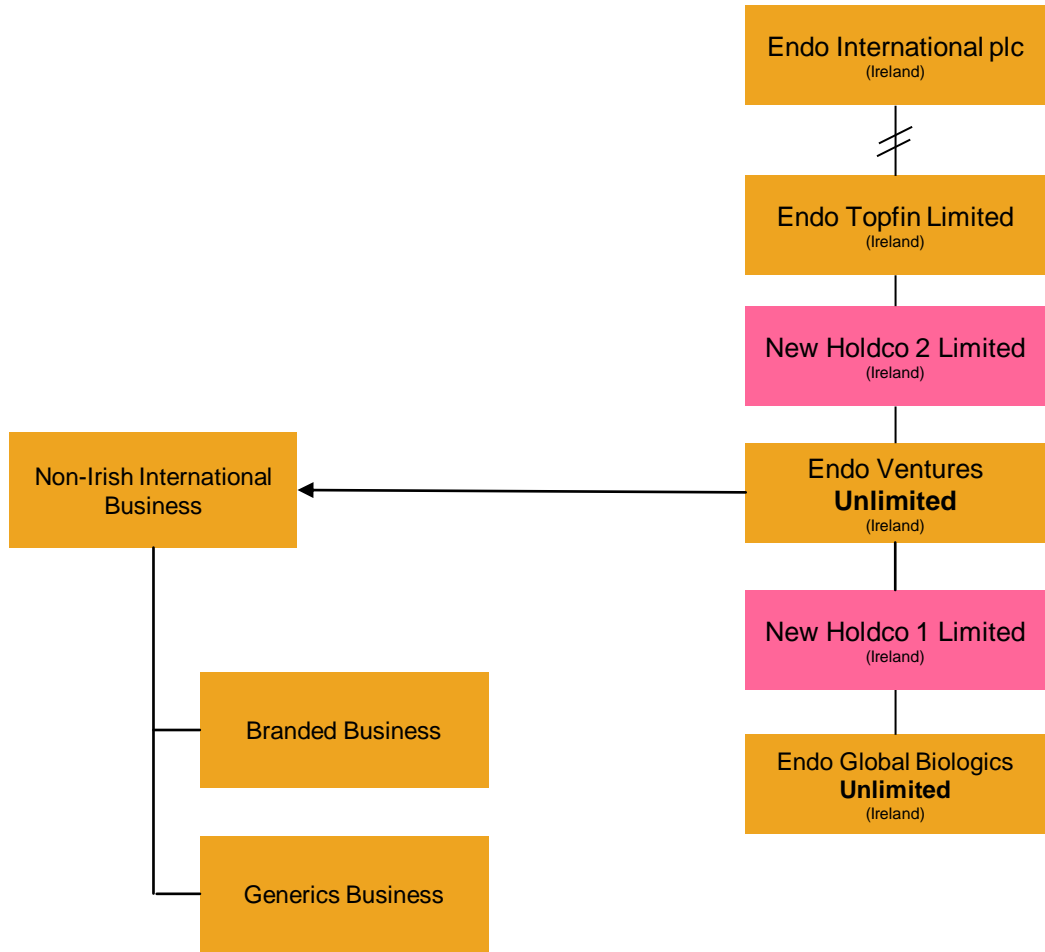 Endo International plc
(Ireland)
Endo Topfin Limited
(Ireland)
New Holdco 2 Limited
(Ireland)
Non-Irish International
Business
Endo Ventures
Unlimited
(Ireland)
New Holdco 1 Limited
(Ireland)
Branded Business
Endo Global Biologics
Unlimited
(Ireland)
Generics Business